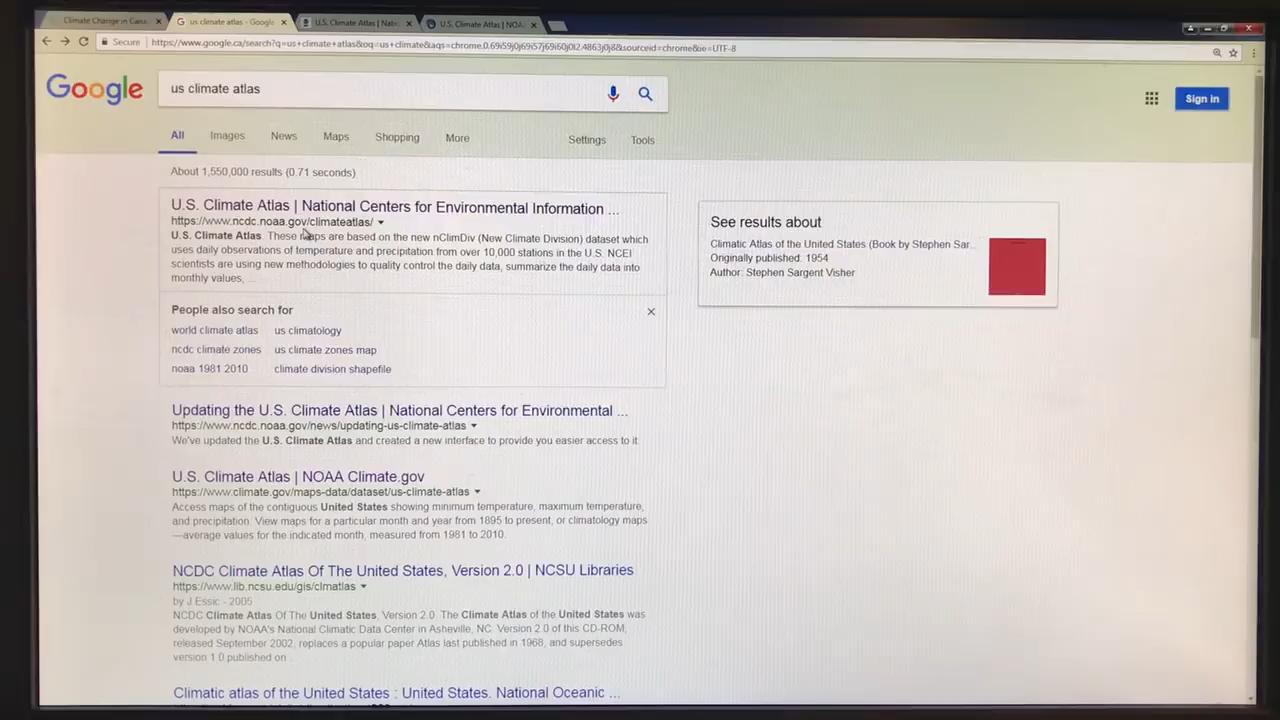 Climate Change in Cana
us climate atlas - Google
U.S. Climate Atlas | Nati
U.S. Climate Atlas | NOA
Secure
https://www.google.ca/search?q=us+climate+atlas&oq=us+climate&aqs=chrome.0.69i59j0j69i57j69i60j0l2.4863j0j8&sourceid=chrome&ie=UTF-8
Google
us climate atlas
Sign in
All Images News Maps Shopping More Settings Tools
About 1,550,000 results (0.71 seconds)
U.S. Climate Atlas | National Centers for Environmental Information ...
https://www.ncdc.noaa.gov/climateatlas/
U.S. Climate Atlas. These maps are based on the new nClimDiv (New Climate Division) dataset which
uses daily observations of temperature and precipitation from over 10,000 stations in the U.S. NCEI
scientists are using new methodologies to quality control the daily data, summarize the daily data into
monthly values, ...
People also search for
world climate atlas us climatology
ncdc climate zones us climate zones map
noaa 1981 2010 climate division shapefile
See results about
Climatic Atlas of the United States (Book by Stephen Sar...
Originally published: 1954
Author: Stephen Sargent Visher
Updating the U.S. Climate Atlas | National Centers for Environmental ...
https://www.ncdc.noaa.gov/news/updating-us-climate-atlas
We've updated the U.S. Climate Atlas and created a new interface to provide you easier access to it.
U.S. Climate Atlas | NOAA Climate.gov
https://www.climate.gov/maps-data/dataset/us-climate-atlas
Access maps of the contiguous United States showing minimum temperature, maximum temperature,
and precipitation. View maps for a particular month and year from 1895 to present, or climatology maps
—average values for the indicated month, measured from 1981 to 2010.
NCDC Climate Atlas Of The United States, Version 2.0 | NCSU Libraries
https://www.lib.ncsu.edu/gis/clmatlas
by J Essic - 2005
NCDC Climate Atlas Of The United States, Version 2.0. The Climate Atlas of the United States was
developed by NOAA's National Climatic Data Center in Asheville, NC. Version 2.0 of this CD-ROM,
released September 2002, replaces a popular paper Atlas last published in 1968, and supersedes
version 1.0 published on ...
Climatic atlas of the United States : United States. National Oceanic ...